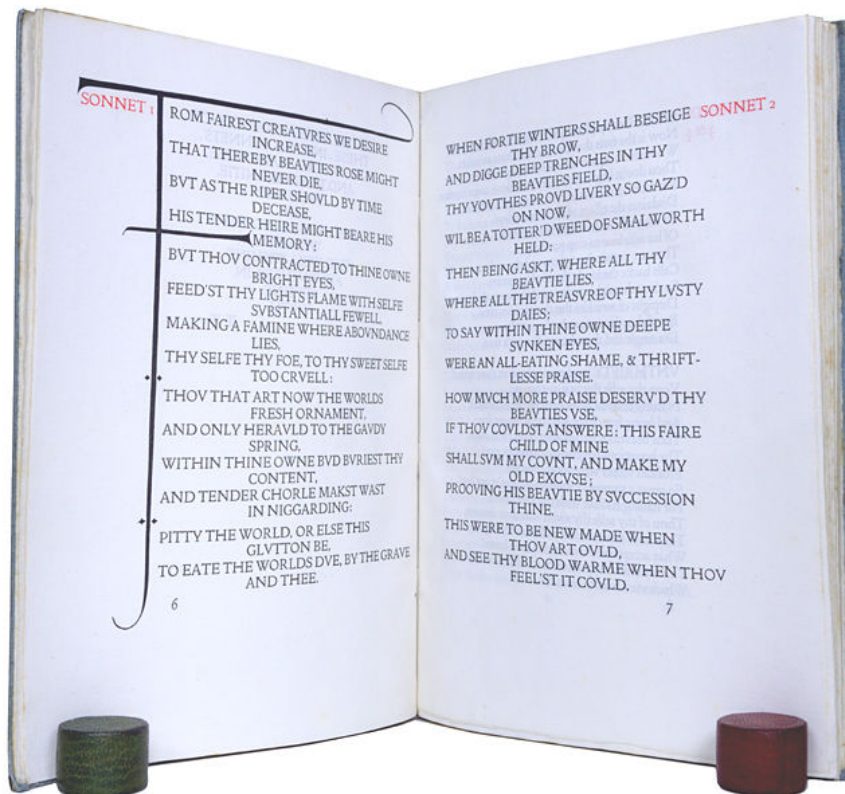 SONNET 1
FROM FAIREST CREATVRES WE DESIRE
INCREASE,
THAT THEREBY BEAVTIES ROSE MIGHT
NEVER DIE,
BVT AS THE RIPER SHOVLD BY TIME
DECEASE,
HIS TENDER HEIRE MIGHT BEARE HIS
MEMORY:
BVT THOV CONTRACTED TO THINE OWNE
BRIGHT EYES,
FEED'ST THY LIGHTS FLAME WITH SELFE
SVBSTANTIALL FEWELL,
MAKING A FAMINE WHERE ABOVNDANCE
LIES,
THY SELFE THY FOE, TO THY SWEET SELFE
TOO CRVELL:
THOV THAT ART NOW THE WORLDS
FRESH ORNAMENT,
AND ONLY HERAVLD TO THE GAVDY
SPRING,
WITHIN THINE OWNE BVD BVRIEST THY
CONTENT,
AND TENDER CHORLE MAKST WAST
IN NIGGARDING:
PITTY THE WORLD, OR ELSE THIS
GLVTTON BE,
TO EATE THE WORLDS DVE, BY THE GRAVE
AND THEE.
6
SONNET 2
WHEN FORTIE WINTERS SHALL BESEIGE
THY BROW,
AND DIGGE DEEP TRENCHES IN THY
BEAVTIES FIELD,
THY YOVTHES PROVD LIVERY SO GAZ'D
ON NOW,
WIL BE A TOTTER'D WEED OF SMAL WORTH
HELD:
THEN BEING ASKT, WHERE ALL THY
BEAVTIE LIES,
WHERE ALL THE TREASVRE OF THY LVSTY
DAIES;
TO SAY WITHIN THINE OWNE DEEPE
SVNKEN EYES,
WERE AN ALL-EATING SHAME, & THRIFT-
LESSE PRAISE.
HOW MVCH MORE PRAISE DESERV'D THY
BEAVTIES VSE,
IF THOV COVLDST ANSWERE: THIS FAIRE
CHILD OF MINE
SHALL SVM MY COVNT, AND MAKE MY
OLD EXCVSE;
PROOVING HIS BEAVTIE BY SVCCESSION
THINE.
THIS WERE TO BE NEW MADE WHEN
THOV ART OVLD,
AND SEE THY BLOOD WARME WHEN THOV
FEEL'ST IT COVLD.
7